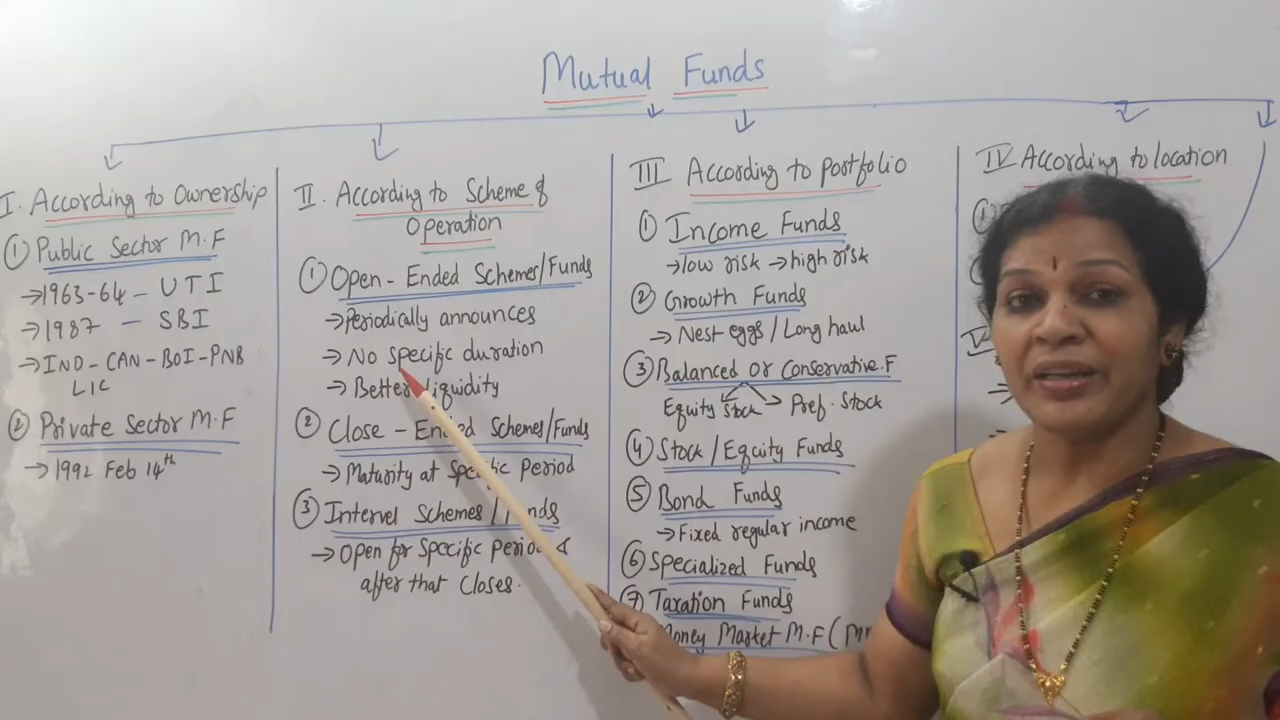 Mutual Funds
I. According to Ownership
① Public Sector M.F
→1963-64 - UTI
→1987 - SBI
→IND-CAN-BOI-PNB
LIC
② Private Sector M.F
→1992 Feb 14th
II. According to Scheme of
Operation
① Open-Ended Schemes/Funds
→Periodically announces
→No specific duration
→Better liquidity
② Close-Ended Schemes/Funds
→Maturity at Specific Period
③ Intervel Schemes/Funds
→Open for Specific Period &
after that Closes.
III According to Portfolio
① Income Funds
→low risk →high risk
② Growth Funds
→Nest eggs/Long haul
③ Balanced or Conservative.F
Equity Stock Pref. Stock
④ Stock/Equity Funds
⑤ Bond Funds
→Fixed regular income
⑥ Specialized Funds
⑦ Taxation Funds
Money Market M.F(M
IV According to location
①
V